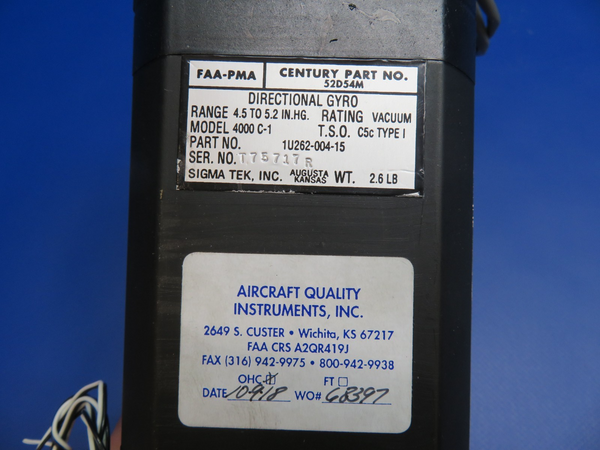 FAA-PMA
CENTURY PART NO.
52D54M
DIRECTIONAL GYRO
RANGE 4.5 TO 5.2 IN.HG. RATING VACUUM
MODEL 4000 C-1 T.S.O. C5c TYPE I
PART NO. 1U262-004-15
SER. NO. T75717R
SIGMA TEK, INC. AUGUSTA KANSAS WT. 2.6 LB
AIRCRAFT QUALITY
INSTRUMENTS, INC.
2649 S. CUSTER • Wichita, KS 67217
FAA CRS A2QR419J
FAX (316) 942-9975 • 800-942-9938
OHC FT
DATE WO# 68397